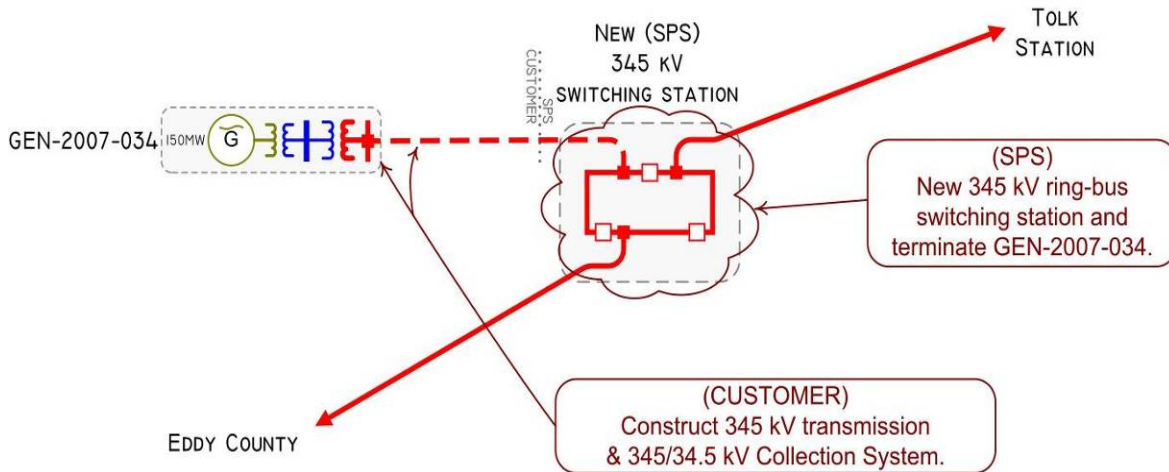 TOLK
STATION
NEW (SPS)
345 KV
SWITCHING STATION
CUSTOMER
SPS
GEN-2007-034
150MW
G
(SPS)
New 345 kV ring-bus
switching station and
terminate GEN-2007-034.
(CUSTOMER)
Construct 345 kV transmission
& 345/34.5 kV Collection System.
EDDY COUNTY